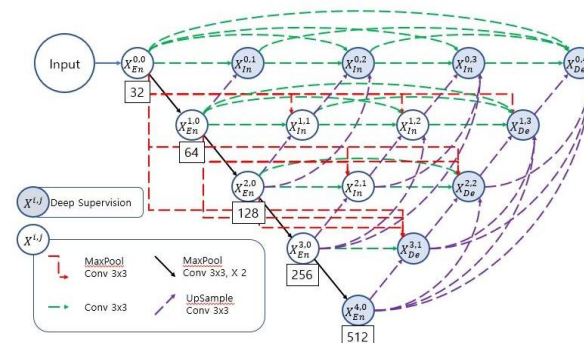 Input
X^{0,0}_{En}
X^{0,1}_{In}
X^{0,2}_{In}
X^{0,3}_{In}
X^{0,4}_{De}
32
X^{1,0}_{En}
X^{1,1}_{In}
X^{1,2}_{In}
X^{1,3}_{De}
64
X^{2,0}_{En}
X^{2,1}_{In}
X^{2,2}_{De}
128
X^{3,0}_{En}
X^{3,1}_{De}
256
X^{4,0}_{En}
512
X^{i,j} Deep Supervision
X^{i,j}
MaxPool
Conv 3x3
MaxPool
Conv 3x3, X 2
Conv 3x3
UpSample
Conv 3x3